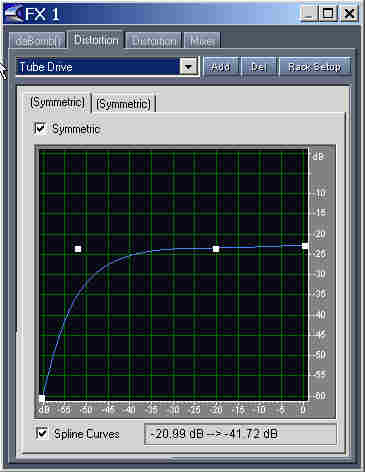 FX 1
daBomb() Distortion Distortion Mixer
Tube Drive Add Del Rack Setup
(Symmetric) (Symmetric)
Symmetric
dB
-10
-15
-20
-25
-30
-35
-40
-45
-50
-60
dB -55 -50 -45 -40 -35 -30 -25 -20 -15 -10 -5 0
Spline Curves -20.99 dB --> -41.72 dB